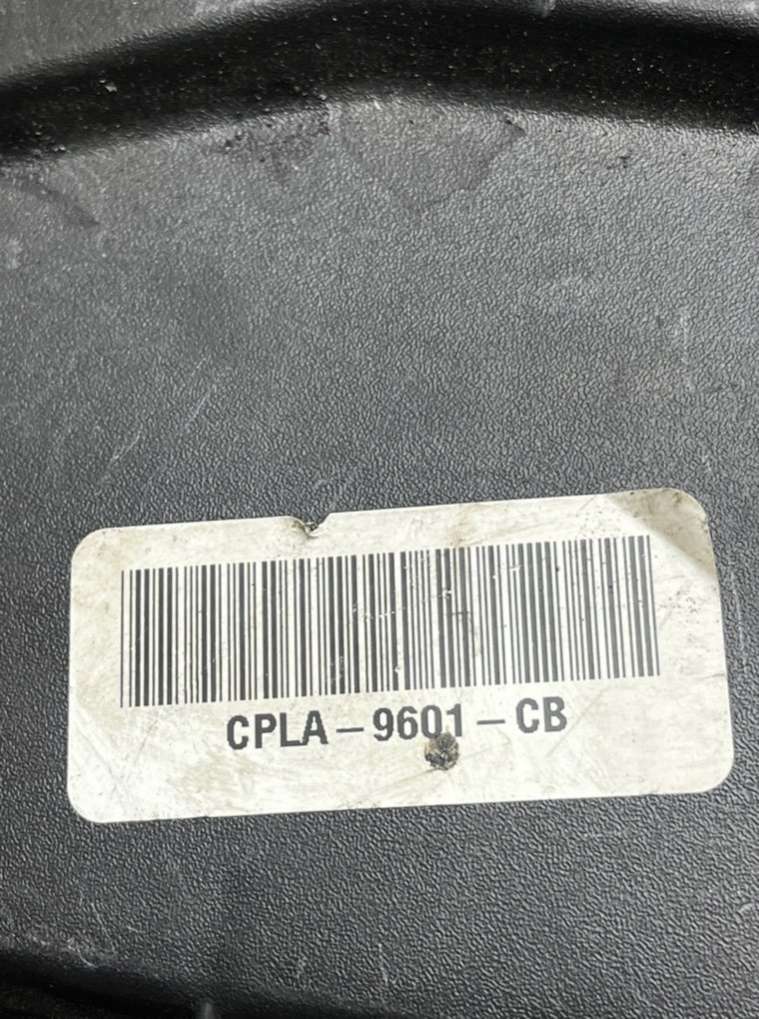 CPLA – 9601 – CB